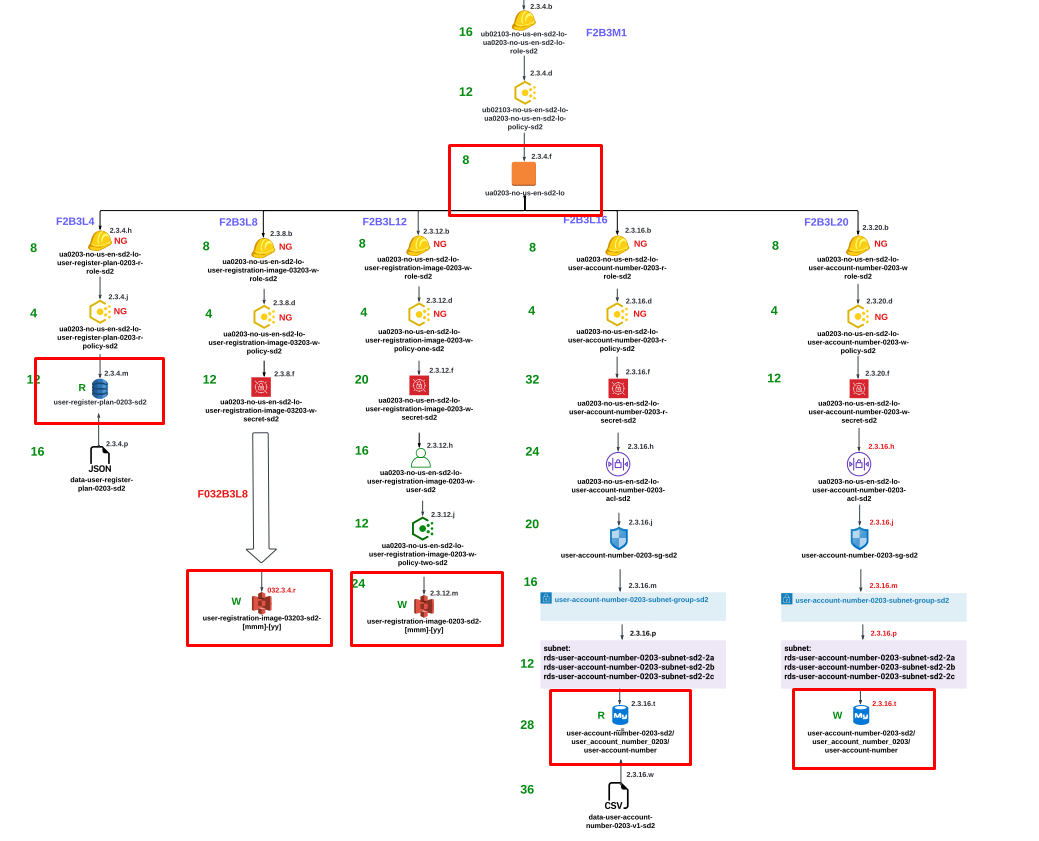 2.3.4.b
16
ub02103-no-us-en-sd2-lo-
ua0203-no-us-en-sd2-lo-
role-sd2
F2B3M1
2.3.4.d
12
ub02103-no-us-en-sd2-lo-
ua0203-no-us-en-sd2-lo-
policy-sd2
2.3.4.f
8
ua0203-no-us-en-sd2-lo
F2B3L4
2.3.4.h
8
NG
ua0203-no-us-en-sd2-lo-
user-register-plan-0203-r-
role-sd2
2.3.4.j
4
NG
ua0203-no-us-en-sd2-lo-
user-register-plan-0203-r-
policy-sd2
12
2.3.4.m
R
user-register-plan-0203-sd2
16
2.3.4.p
JSON
data-user-register-
plan-0203-sd2
F2B3L8
2.3.8.b
8
NG
ua0203-no-us-en-sd2-lo-
user-registration-image-03203-w-
role-sd2
2.3.8.d
4
NG
ua0203-no-us-en-sd2-lo-
user-registration-image-03203-w-
policy-sd2
2.3.8.f
12
ua0203-no-us-en-sd2-lo-
user-registration-image-03203-w-
secret-sd2
F032B3L8
032.3.4.r
W
user-registration-image-03203-sd2-
[mmm]-[yy]
F2B3L12
2.3.12.b
8
NG
ua0203-no-us-en-sd2-lo-
user-registration-image-0203-w-
role-sd2
2.3.12.d
4
NG
ua0203-no-us-en-sd2-lo-
user-registration-image-0203-w-
policy-one-sd2
2.3.12.f
20
ua0203-no-us-en-sd2-lo-
user-registration-image-0203-w-
secret-sd2
2.3.12.h
16
ua0203-no-us-en-sd2-lo-
user-registration-image-0203-w-
user-sd2
2.3.12.j
12
ua0203-no-us-en-sd2-lo-
user-registration-image-0203-w-
policy-two-sd2
24
2.3.12.m
W
user-registration-image-0203-sd2-
[mmm]-[yy]
F2B3L16
2.3.16.b
8
NG
ua0203-no-us-en-sd2-lo-
user-account-number-0203-r-
role-sd2
2.3.16.d
4
NG
ua0203-no-us-en-sd2-lo-
user-account-number-0203-r-
policy-sd2
2.3.16.f
32
ua0203-no-us-en-sd2-lo-
user-account-number-0203-r-
secret-sd2
2.3.16.h
24
ua0203-no-us-en-sd2-lo-
user-account-number-0203-
acl-sd2
2.3.16.j
20
user-account-number-0203-sg-sd2
2.3.16.m
16
user-account-number-0203-subnet-group-sd2
2.3.16.p
12
subnet:
rds-user-account-number-0203-subnet-sd2-2a
rds-user-account-number-0203-subnet-sd2-2b
rds-user-account-number-0203-subnet-sd2-2c
2.3.16.t
28
R
My
user-account-number-0203-sd2/
user_account_number_0203/
user-account-number
2.3.16.w
36
CSV
data-user-account-
number-0203-v1-sd2
F2B3L20
2.3.20.b
8
NG
ua0203-no-us-en-sd2-lo-
user-account-number-0203-w
role-sd2
2.3.20.d
4
NG
ua0203-no-us-en-sd2-lo-
user-account-number-0203-w-
policy-sd2
2.3.20.f
12
ua0203-no-us-en-sd2-lo-
user-account-number-0203-w-
secret-sd2
2.3.16.h
ua0203-no-us-en-sd2-lo-
user-account-number-0203-
acl-sd2
2.3.16.j
user-account-number-0203-sg-sd2
2.3.16.m
user-account-number-0203-subnet-group-sd2
2.3.16.p
subnet:
rds-user-account-number-0203-subnet-sd2-2a
rds-user-account-number-0203-subnet-sd2-2b
rds-user-account-number-0203-subnet-sd2-2c
2.3.16.t
W
My
user-account-number-0203-sd2/
user_account_number_0203/
user-account-number